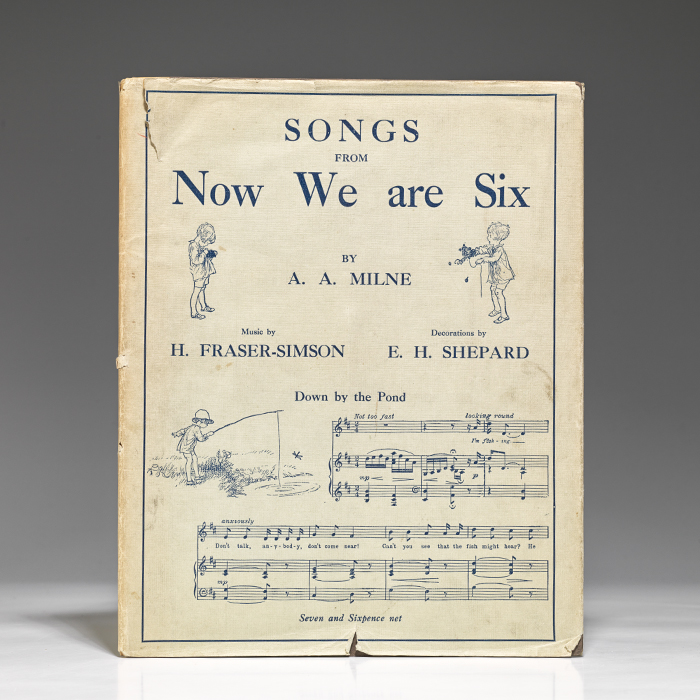 SONGS
FROM
Now We are Six
BY
A. A. MILNE
Music by
H. FRASER-SIMSON
Decorations by
E. H. SHEPARD
Down by the Pond
Not too fast
looking round
I'm fish-ing
mp
anxiously
Don't talk, an-y-bod-y, don't come near! Can't you see that the fish might hear? He
mp
Seven and Sixpence net